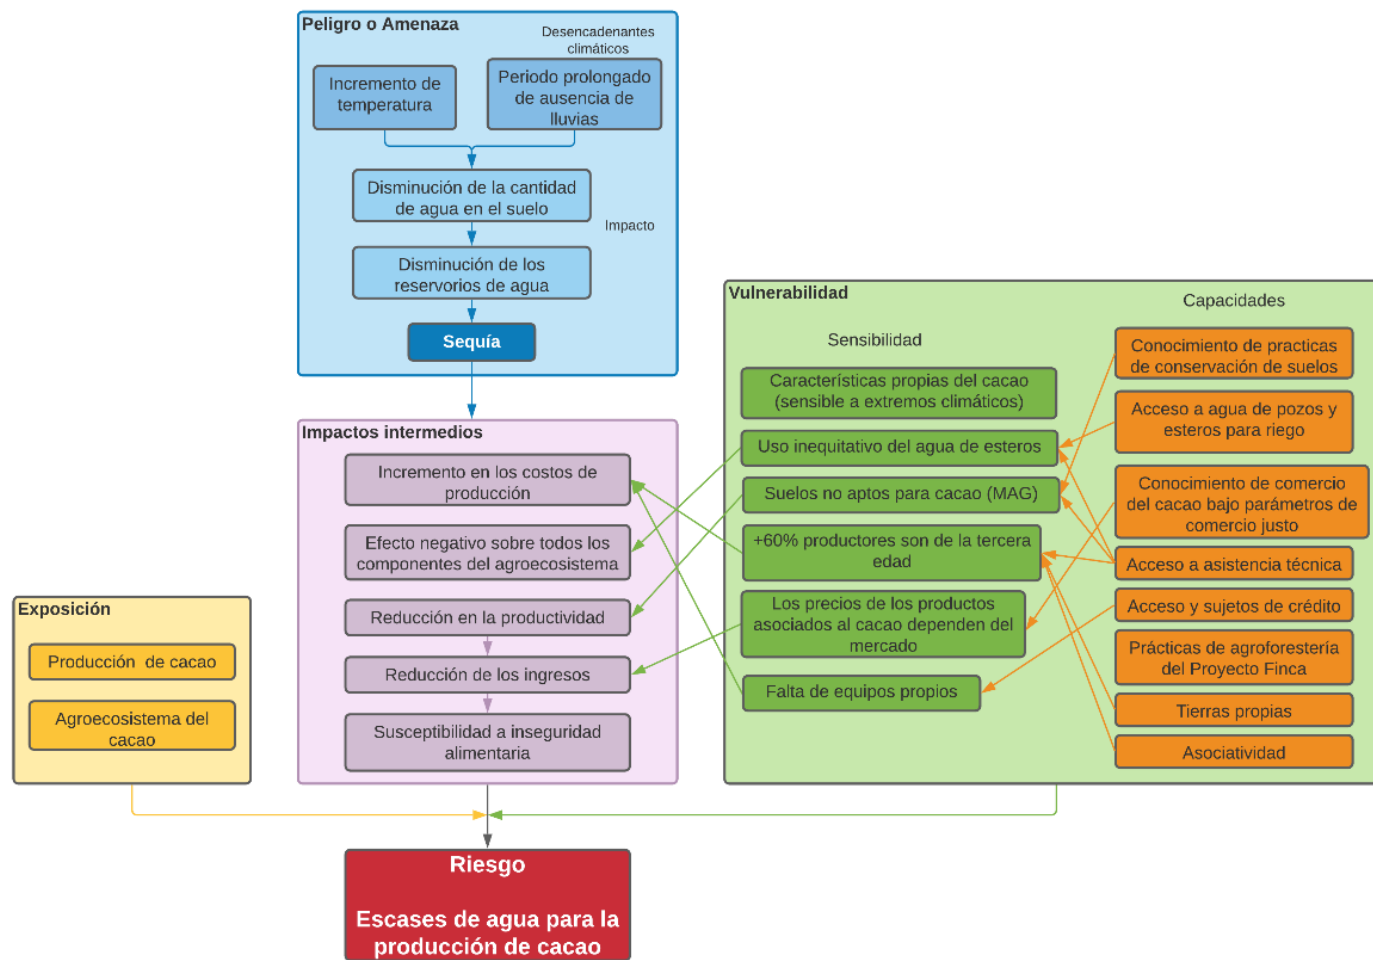 Peligro o Amenaza
Desencadenantes
climáticos
Incremento de
temperatura
Periodo prolongado
de ausencia de
lluvias
Disminución de la cantidad
de agua en el suelo
Impacto
Disminución de los
reservorios de agua
Sequía
Impactos intermedios
Incremento en los costos de
producción
Efecto negativo sobre todos los
componentes del agroecosistema
Reducción en la productividad
Reducción de los ingresos
Susceptibilidad a inseguridad
alimentaria
Exposición
Producción de cacao
Agroecosistema del
cacao
Vulnerabilidad
Sensibilidad
Características propias del cacao
(sensible a extremos climáticos)
Uso inequitativo del agua de esteros
Suelos no aptos para cacao (MAG)
+60% productores son de la tercera
edad
Los precios de los productos
asociados al cacao dependen del
mercado
Falta de equipos propios
Capacidades
Conocimiento de practicas
de conservación de suelos
Acceso a agua de pozos y
esteros para riego
Conocimiento de comercio
del cacao bajo parámetros de
comercio justo
Acceso a asistencia técnica
Acceso y sujetos de crédito
Prácticas de agroforestería
del Proyecto Finca
Tierras propias
Asociatividad
Riesgo
Escases de agua para la
producción de cacao